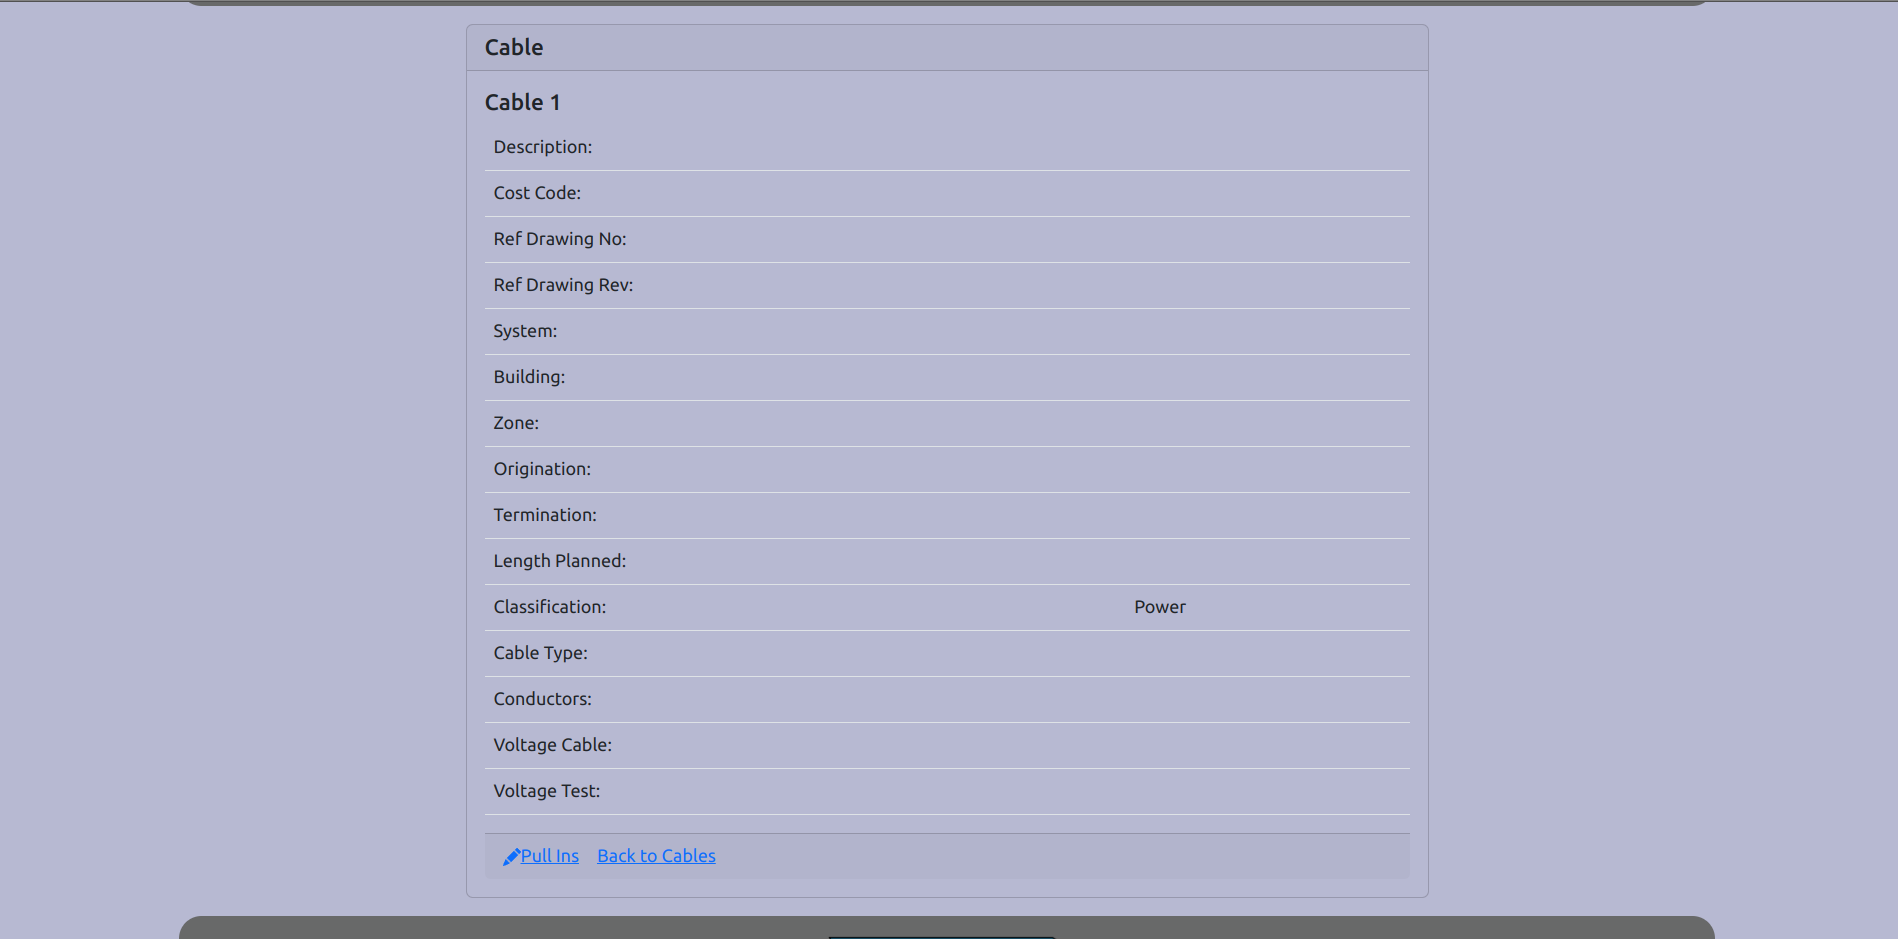 Cable
Cable 1
Description:
Cost Code:
Ref Drawing No:
Ref Drawing Rev:
System:
Building:
Zone:
Origination:
Termination:
Length Planned:
Classification: Power
Cable Type:
Conductors:
Voltage Cable:
Voltage Test:
Pull Ins Back to Cables